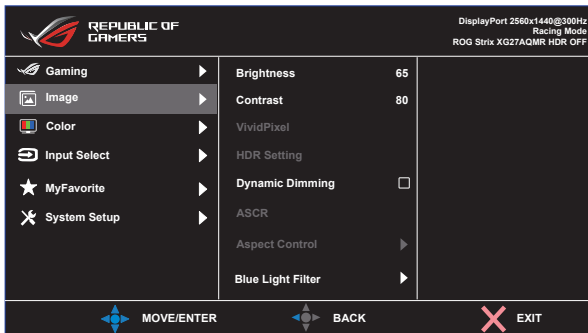 REPUBLIC OF
GAMERS
DisplayPort 2560x1440@300Hz
Racing Mode
ROG Strix XG27AQMR HDR OFF
Gaming
Image
Color
Input Select
MyFavorite
System Setup
Brightness 65
Contrast 80
VividPixel
HDR Setting
Dynamic Dimming
ASCR
Aspect Control
Blue Light Filter
MOVE/ENTER
BACK
EXIT